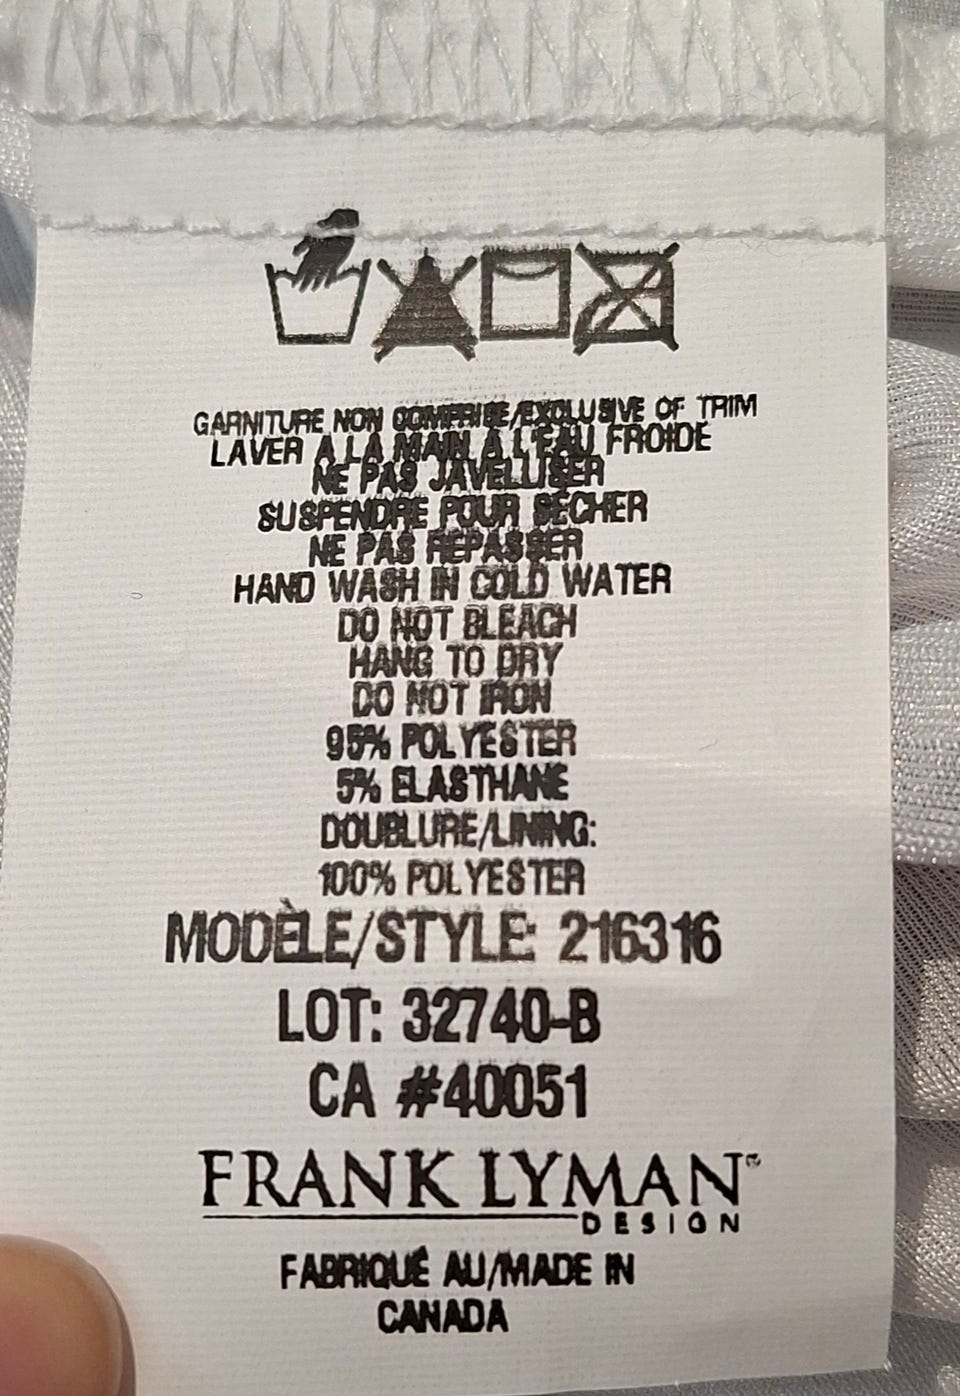 GARNITURE NON COMPRISE/EXCLUSIVE OF TRIM
LAVER A LA MAIN À L'EAU FROIDE
NE PAS JAVELLISER
SUSPENDRE POUR SÉCHER
NE PAS REPASSER
HAND WASH IN COLD WATER
DO NOT BLEACH
HANG TO DRY
DO NOT IRON
95% POLYESTER
5% ELASTHANE
DOUBLURE/LINING:
100% POLYESTER
MODÈLE/STYLE: 216316
LOT: 32740-B
CA #40051
FRANK LYMAN™
DESIGN
FABRIQUÉ AU/MADE IN
CANADA